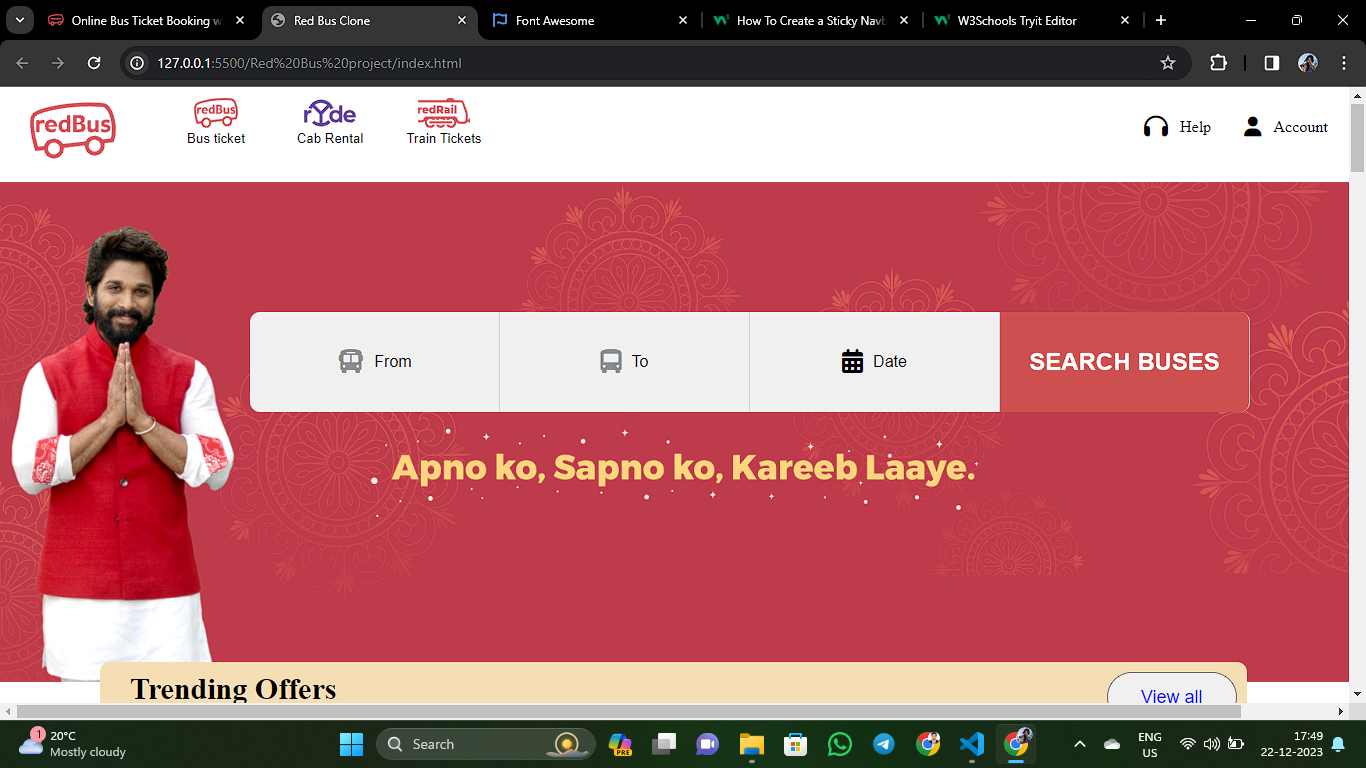 Online Bus Ticket Booking w
Red Bus Clone
Font Awesome
How To Create a Sticky Navb
W3Schools Tryit Editor
127.0.0.1:5500/Red%20Bus%20project/index.html
redBus
redBus
Bus ticket
rYde
Cab Rental
redRail
Train Tickets
Help
Account
From
To
Date
SEARCH BUSES
Apno ko, Sapno ko, Kareeb Laaye.
Trending Offers
View all
1
20°C
Mostly cloudy
Search
PRE
ENG
US
17:49
22-12-2023